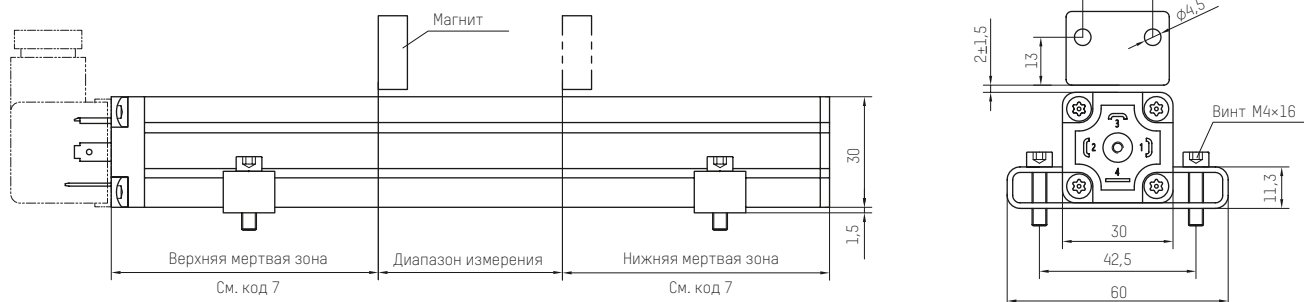 Магнит
ø4,5
2±1,5
13
Винт М4×16
3
2
1
4
30
11,3
1,5
30
Верхняя мертвая зона
Диапазон измерения
Нижняя мертвая зона
42,5
См. код 7
См. код 7
60